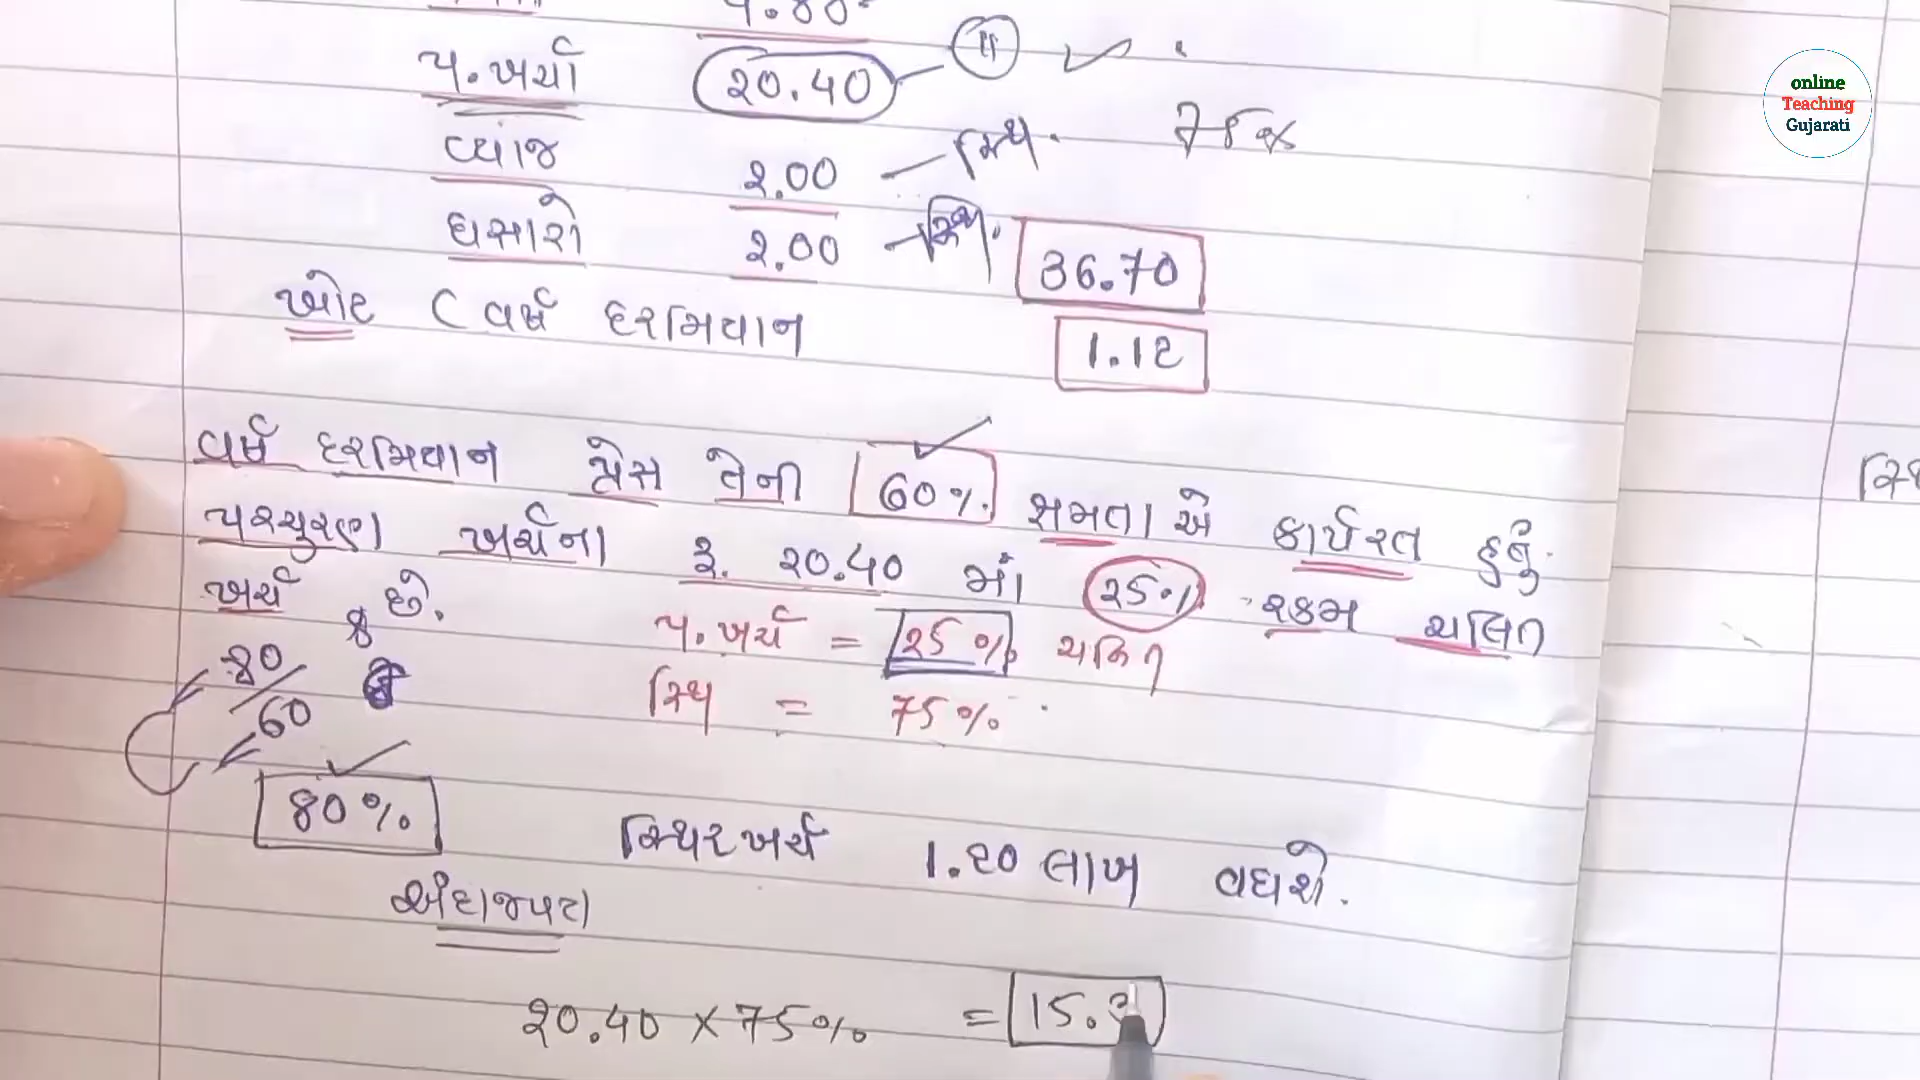 પ.ખર્ચા 20.40
online
Teaching
Gujarati
વ્યાજ 2.00 – સ્થિ.
ઘસારો 2.00 – સ્થિ. 36.70
ખોટ ( વર્ષ દરમિયાન 1.12
વર્ષ દરમિયાન પ્રેસ તેની 60% ક્ષમતાએ કાર્યરત હતું.
પરચુરણ ખર્ચના રૂ. 20.40 માં 25% રકમ ચલિત
ખર્ચ છે.
પ.ખર્ચ = 25% ચલિત
80/60
સ્થિ = 75%
80% સ્થિર ખર્ચ 1.20 લાખ વધશે.
અંદાજપત્ર
20.40 × 75% = 15.3